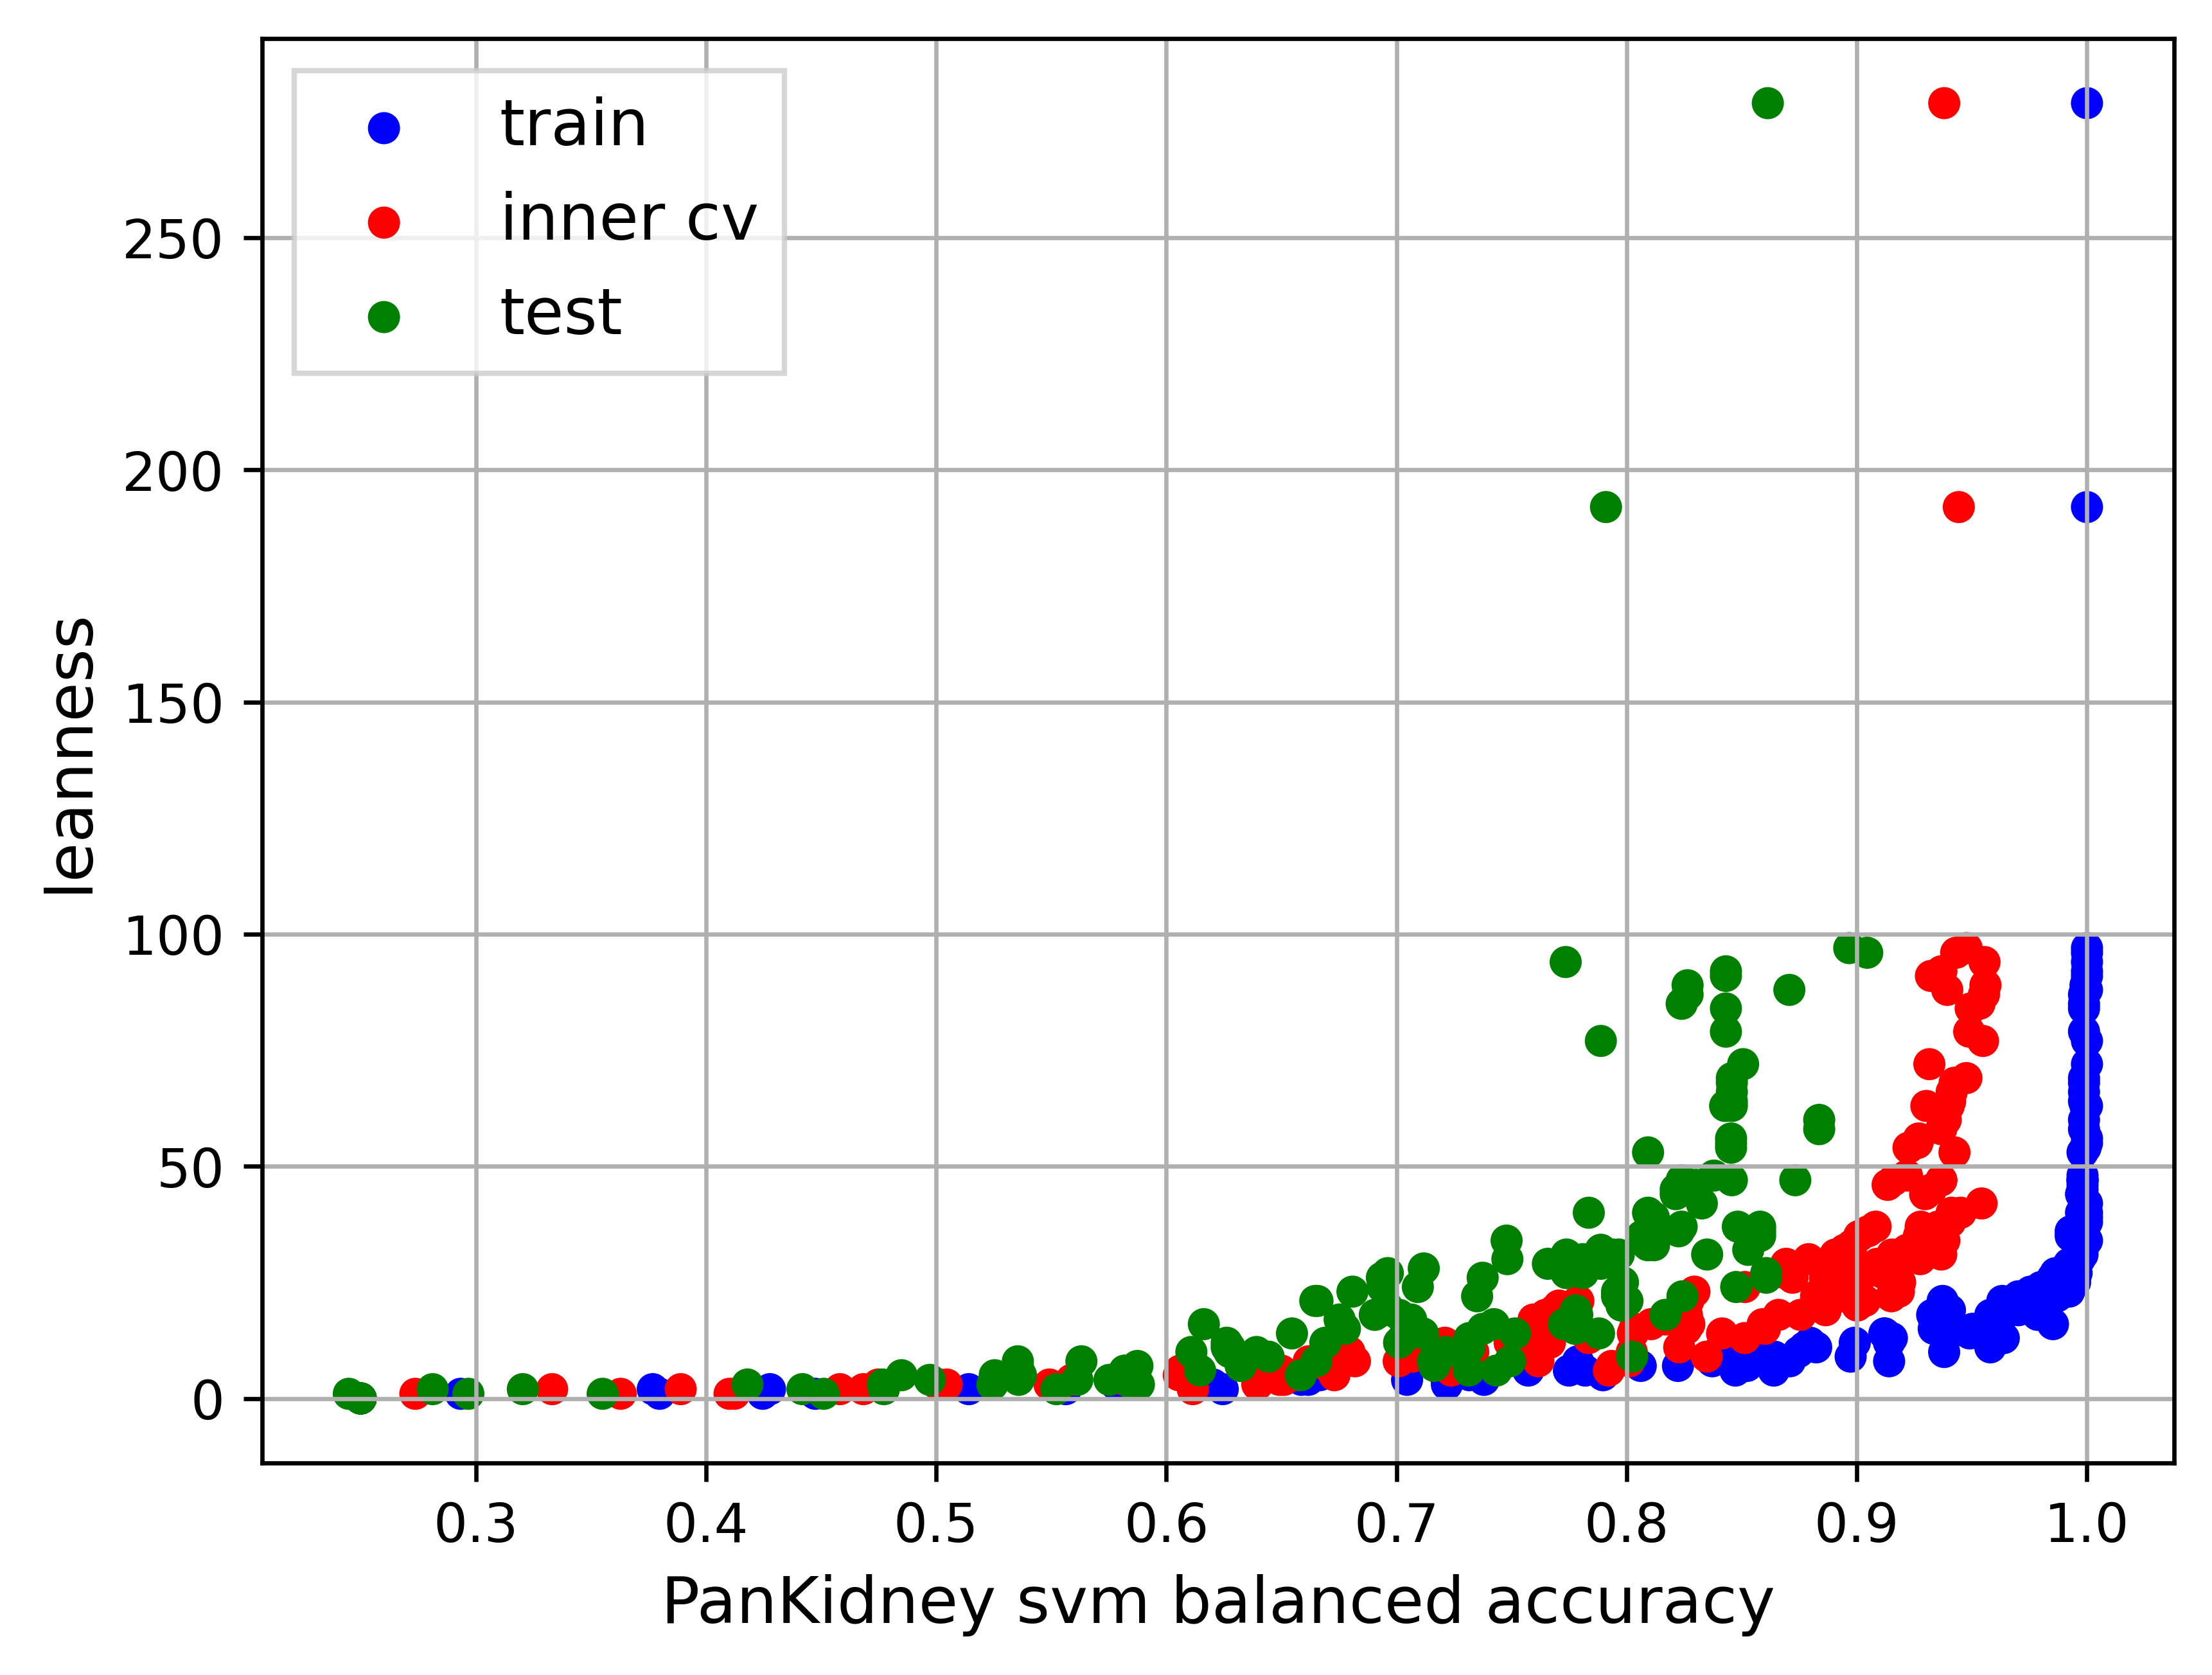 train
inner cv
test
250
200
150
100
50
0
leanness
0.3 0.4 0.5 0.6 0.7 0.8 0.9 1.0
PanKidney svm balanced accuracy